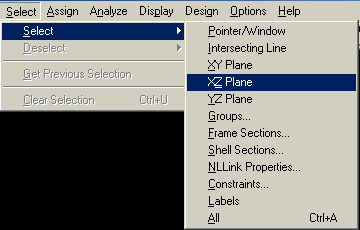 Select Assign Analyze Display Design Options Help
Select
Deselect
Get Previous Selection
Clear Selection Ctrl+U
Pointer/Window
Intersecting Line
XY Plane
XZ Plane
YZ Plane
Groups...
Frame Sections...
Shell Sections...
NLLink Properties...
Constraints...
Labels
All Ctrl+A